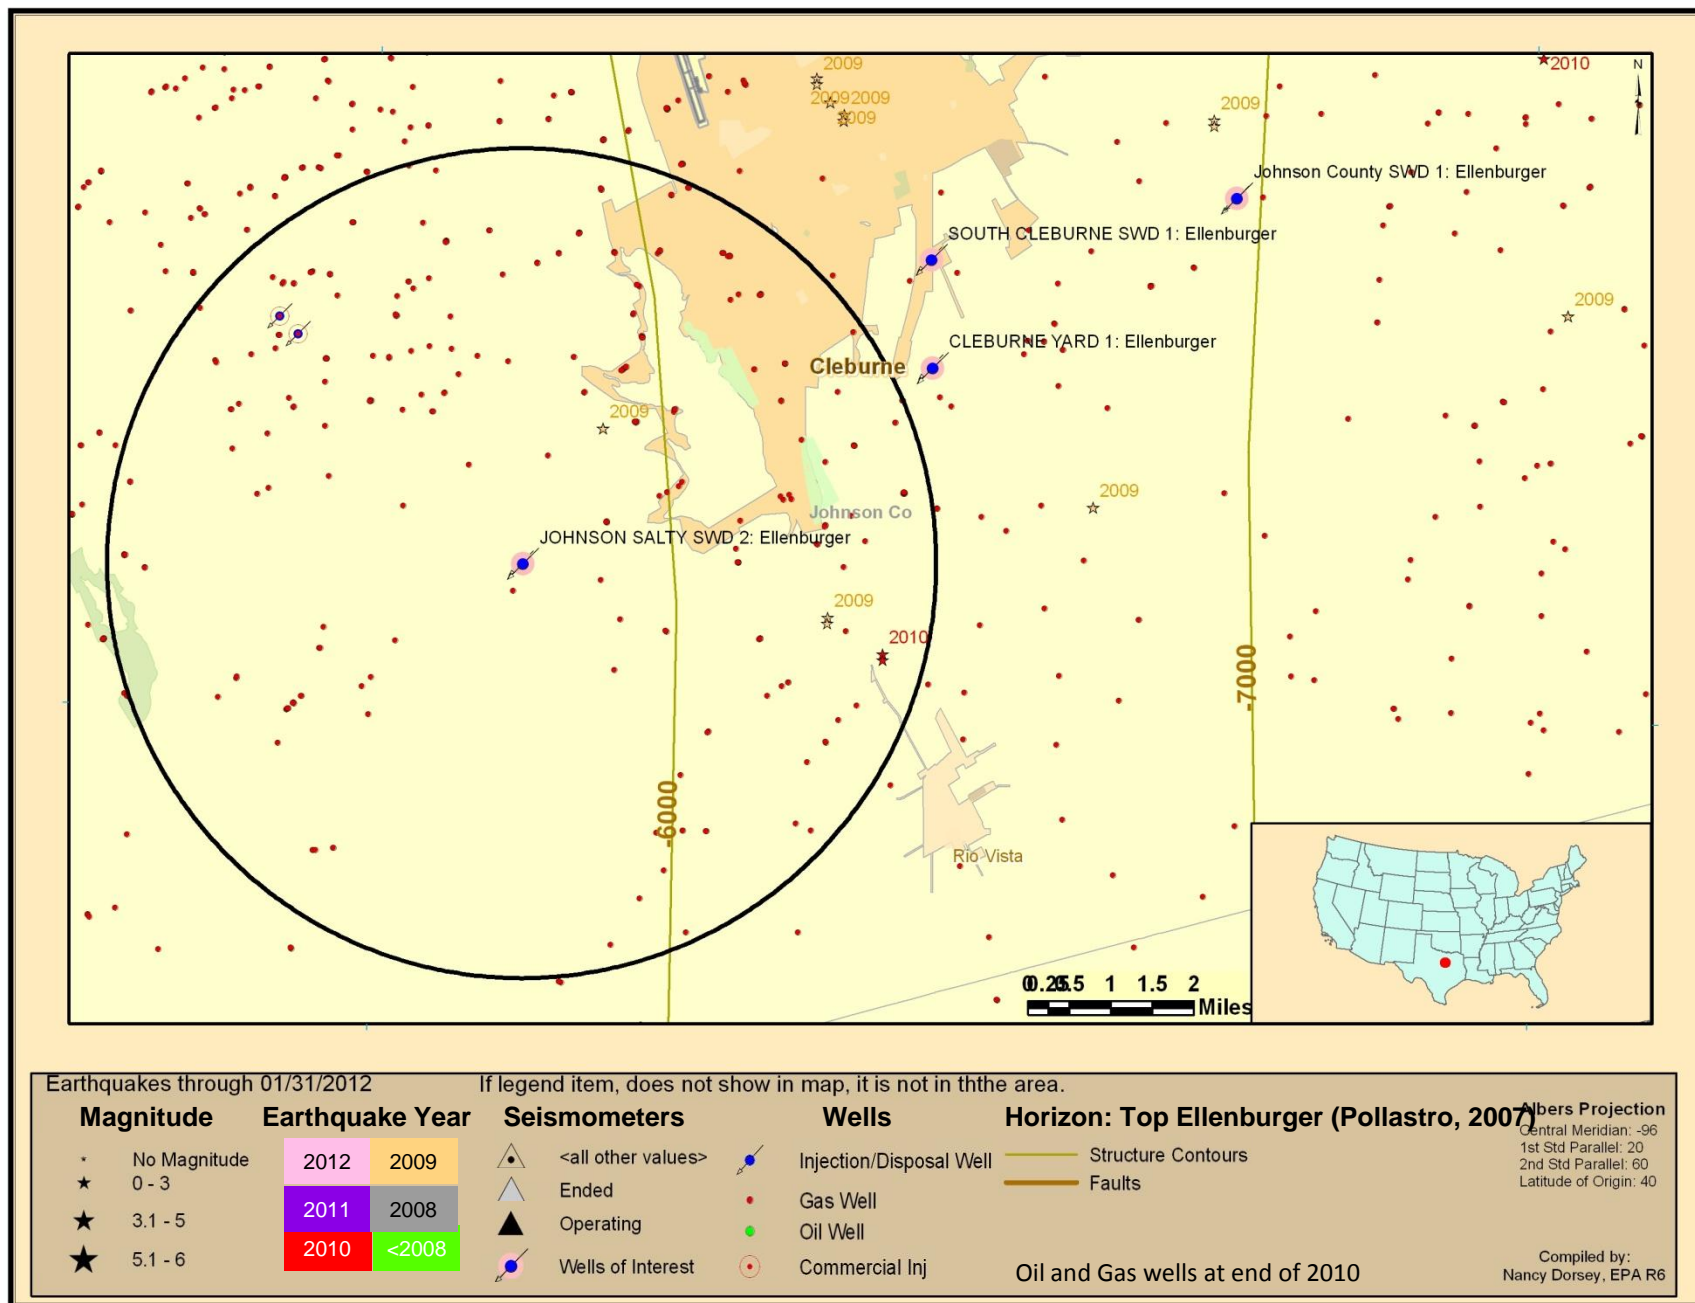 2009
2010
N
2009 2009
2009
2009
Johnson County SWD 1: Ellenburger
SOUTH CLEBURNE SWD 1: Ellenburger
2009
CLEBURNE YARD 1: Ellenburger
Cleburne
2009
2009
Johnson Co
JOHNSON SALTY SWD 2: Ellenburger
2009
2010
-7000
-6000
Rio Vista
0 0.25 0.5 1 1.5 2
Miles
Earthquakes through 01/31/2012
If legend item, does not show in map, it is not in ththe area.
Magnitude
No Magnitude
0 - 3
3.1 - 5
5.1 - 6
Earthquake Year
2012 2009
2011 2008
2010 <2008
Seismometers
<all other values>
Ended
Operating
Wells of Interest
Wells
Injection/Disposal Well
Gas Well
Oil Well
Commercial Inj
Horizon: Top Ellenburger (Pollastro, 2007)
Structure Contours
Faults
Oil and Gas wells at end of 2010
Albers Projection
Central Meridian: -96
1st Std Parallel: 20
2nd Std Parallel: 60
Latitude of Origin: 40
Compiled by:
Nancy Dorsey, EPA R6